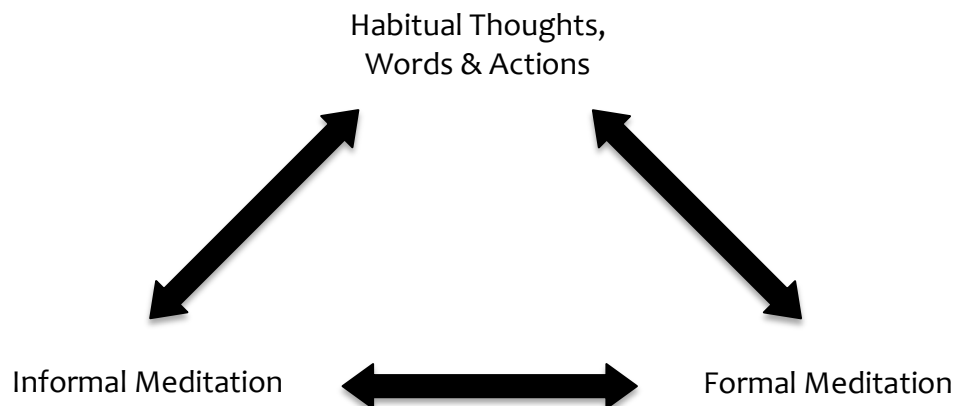 Habitual Thoughts,
Words & Actions
Informal Meditation
Formal Meditation